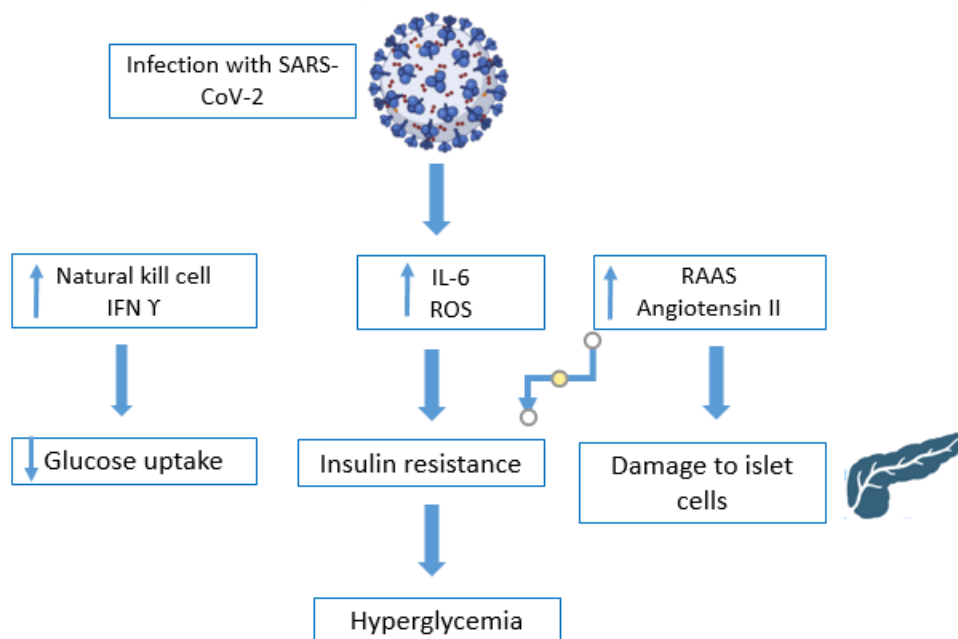 Infection with SARS-
CoV-2
Natural kill cell
IFN ϒ
IL-6
ROS
RAAS
Angiotensin II
Glucose uptake
Insulin resistance
Damage to islet
cells
Hyperglycemia